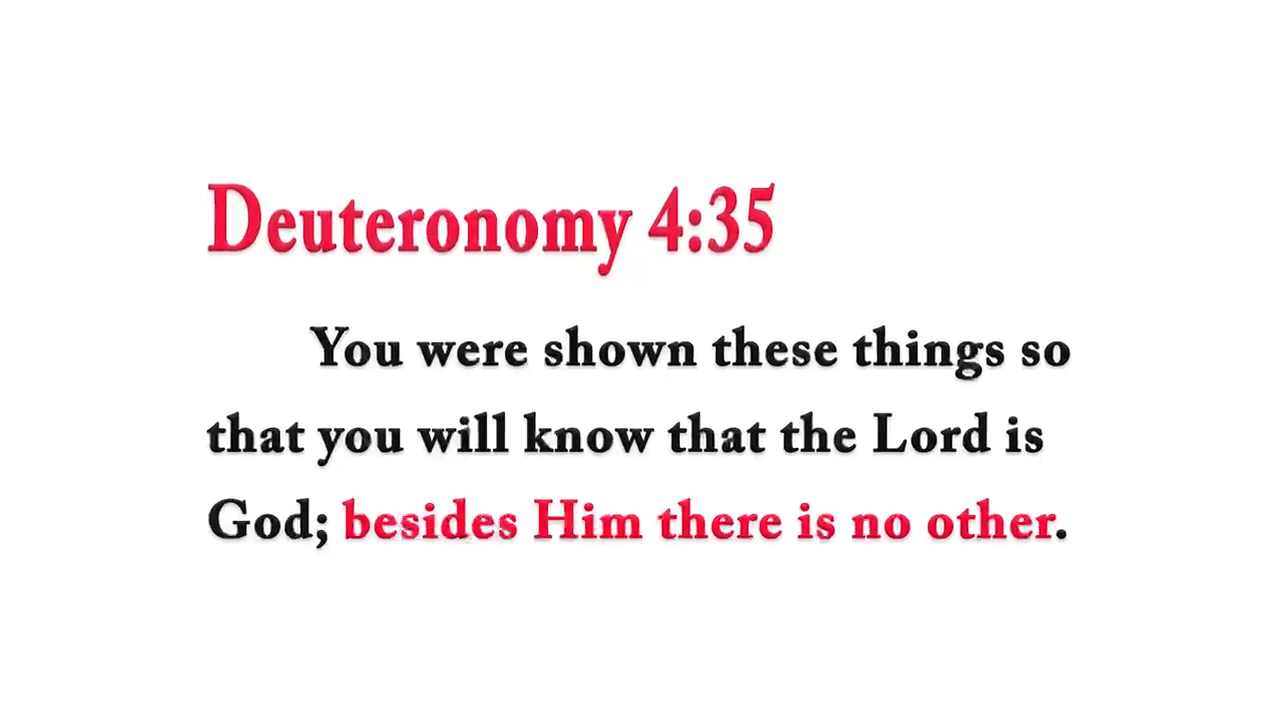 Deuteronomy 4:35
You were shown these things so
that you will know that the Lord is
God; besides Him there is no other.